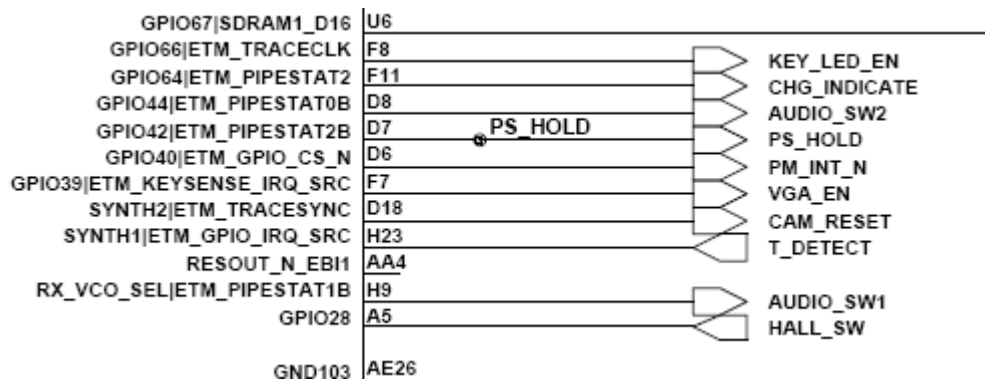 GPIO67|SDRAM1_D16 U6
GPIO66|ETM_TRACECLK F8 KEY_LED_EN
GPIO64|ETM_PIPESTAT2 F11 CHG_INDICATE
GPIO44|ETM_PIPESTAT0B D8 AUDIO_SW2
GPIO42|ETM_PIPESTAT2B D7 PS_HOLD PS_HOLD
GPIO40|ETM_GPIO_CS_N D6 PM_INT_N
GPIO39|ETM_KEYSENSE_IRQ_SRC F7 VGA_EN
SYNTH2|ETM_TRACESYNC D18 CAM_RESET
SYNTH1|ETM_GPIO_IRQ_SRC H23 T_DETECT
RESOUT_N_EBI1 AA4
RX_VCO_SEL|ETM_PIPESTAT1B H9 AUDIO_SW1
GPIO28 A5 HALL_SW
GND103 AE26